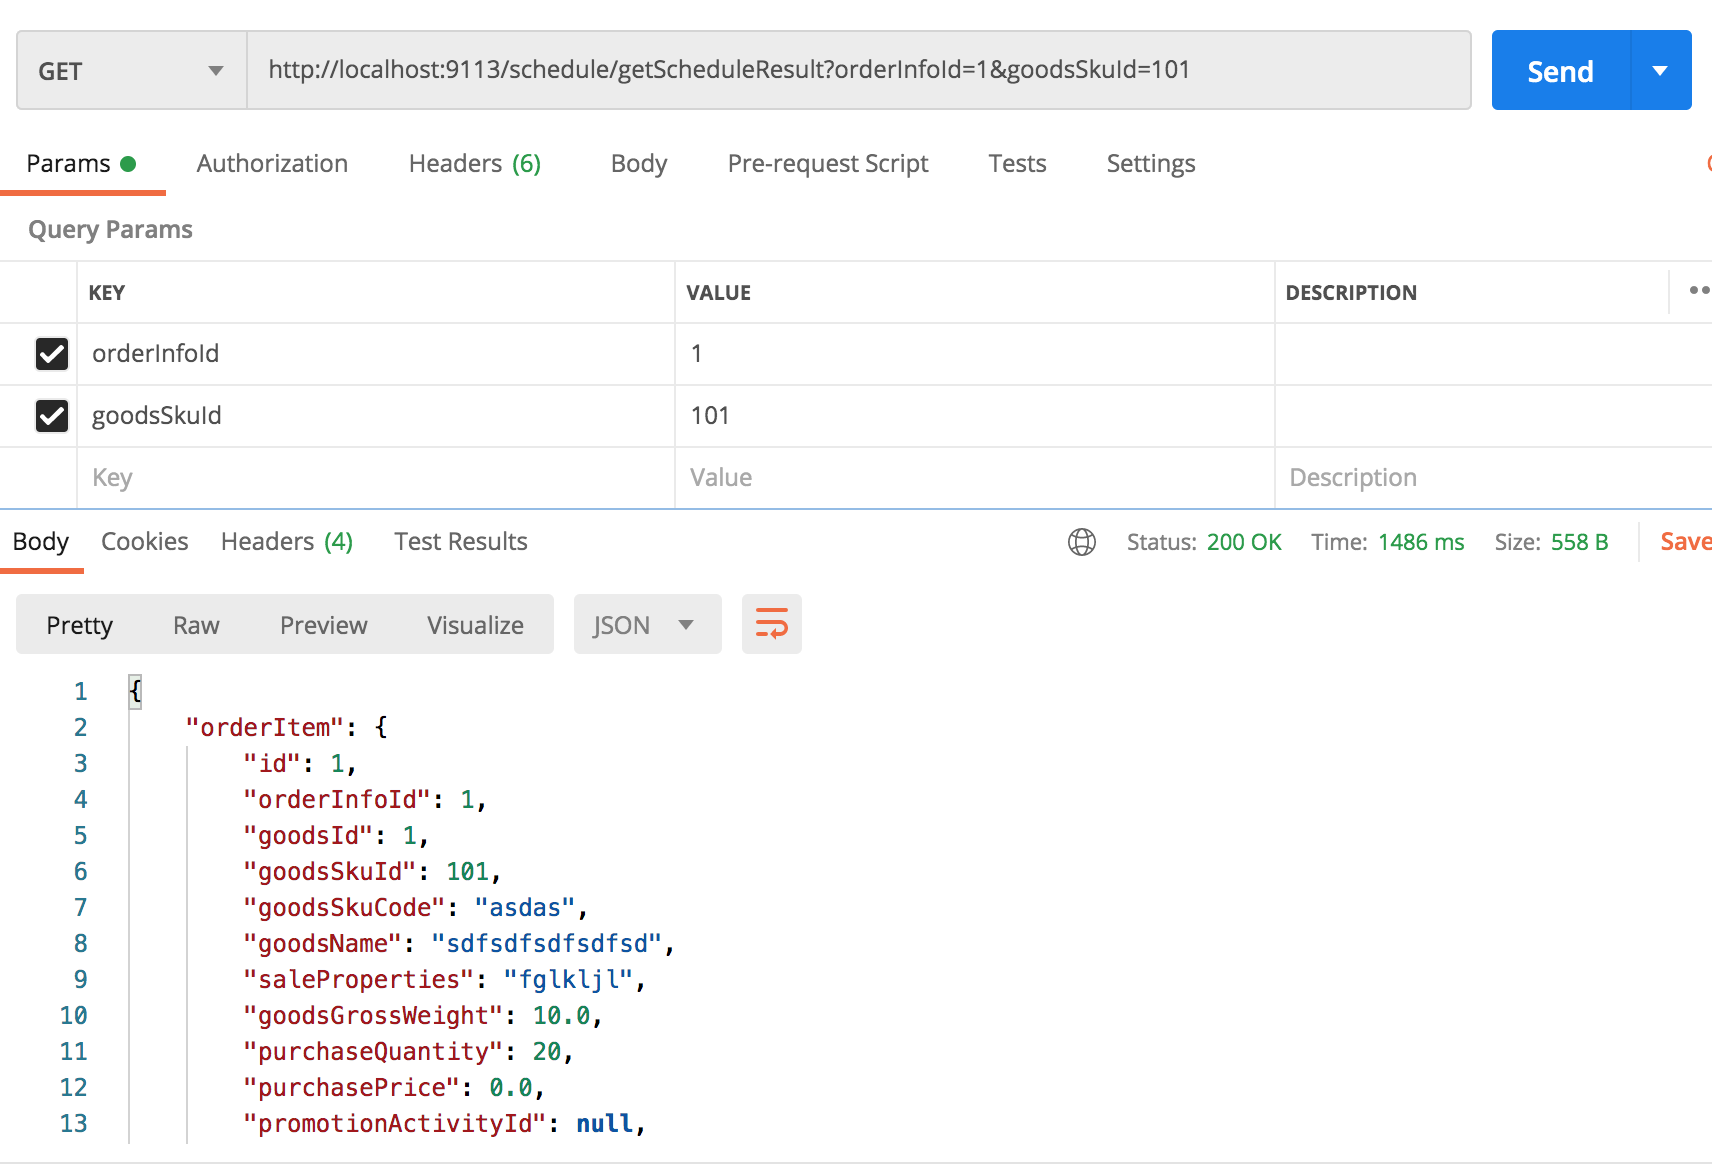 GET http://localhost:9113/schedule/getScheduleResult?orderInfoId=1&goodsSkuId=101 Send
Params Authorization Headers (6) Body Pre-request Script Tests Settings
Query Params
KEY VALUE DESCRIPTION
orderInfoId 1
goodsSkuId 101
Key Value Description
Body Cookies Headers (4) Test Results Status: 200 OK Time: 1486 ms Size: 558 B Save
Pretty Raw Preview Visualize JSON
1 {
2 "orderItem": {
3 "id": 1,
4 "orderInfoId": 1,
5 "goodsId": 1,
6 "goodsSkuId": 101,
7 "goodsSkuCode": "asdas",
8 "goodsName": "sdfsdfsdfsdfsd",
9 "saleProperties": "fglkljl",
10 "goodsGrossWeight": 10.0,
11 "purchaseQuantity": 20,
12 "purchasePrice": 0.0,
13 "promotionActivityId": null,